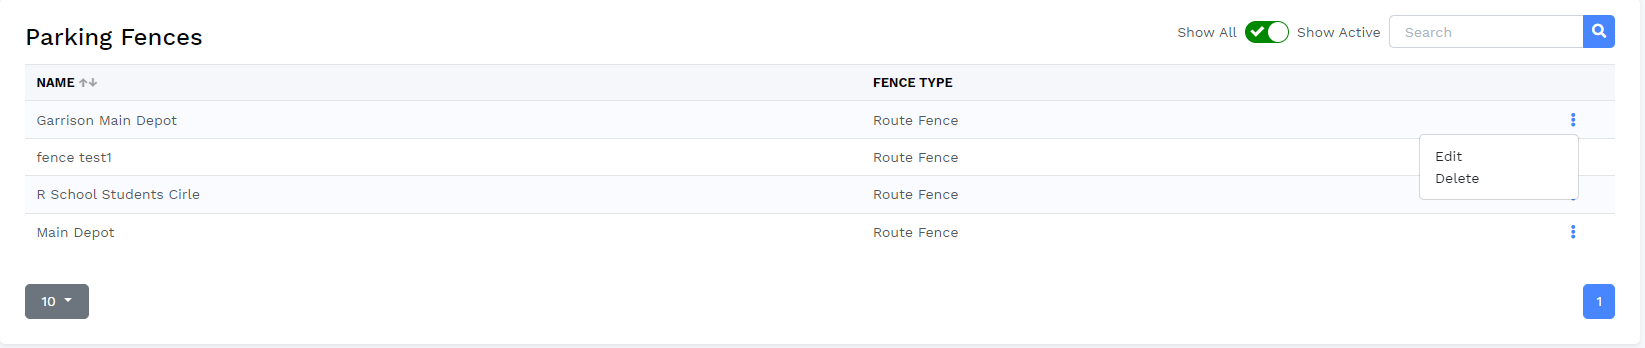 Parking Fences
Show All Show Active Search
NAME FENCE TYPE
Garrison Main Depot Route Fence
fence test1 Route Fence
Edit
R School Students Cirle Route Fence
Delete
Main Depot Route Fence
10 1